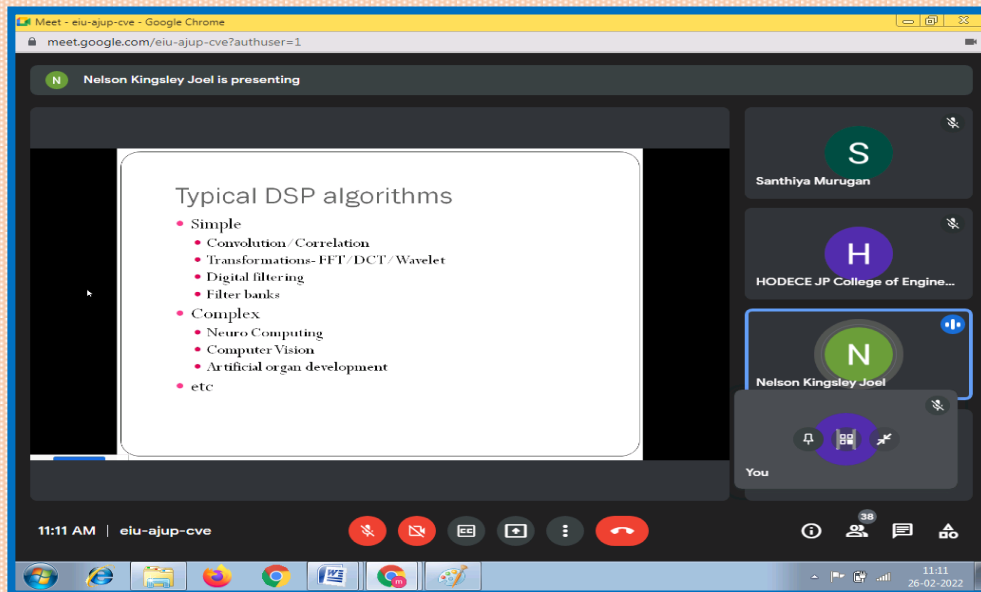 Meet - eiu-ajup-cve - Google Chrome
meet.google.com/eiu-ajup-cve?authuser=1
N Nelson Kingsley Joel is presenting
Typical DSP algorithms
• Simple
• Convolution/Correlation
• Transformations- FFT/DCT/Wavelet
• Digital filtering
• Filter banks
• Complex
• Neuro Computing
• Computer Vision
• Artificial organ development
• etc
S
Santhiya Murugan
H
HODECE JP College of Engine...
N
Nelson Kingsley Joel
You
11:11 AM | eiu-ajup-cve
CC
38
11:11
26-02-2022